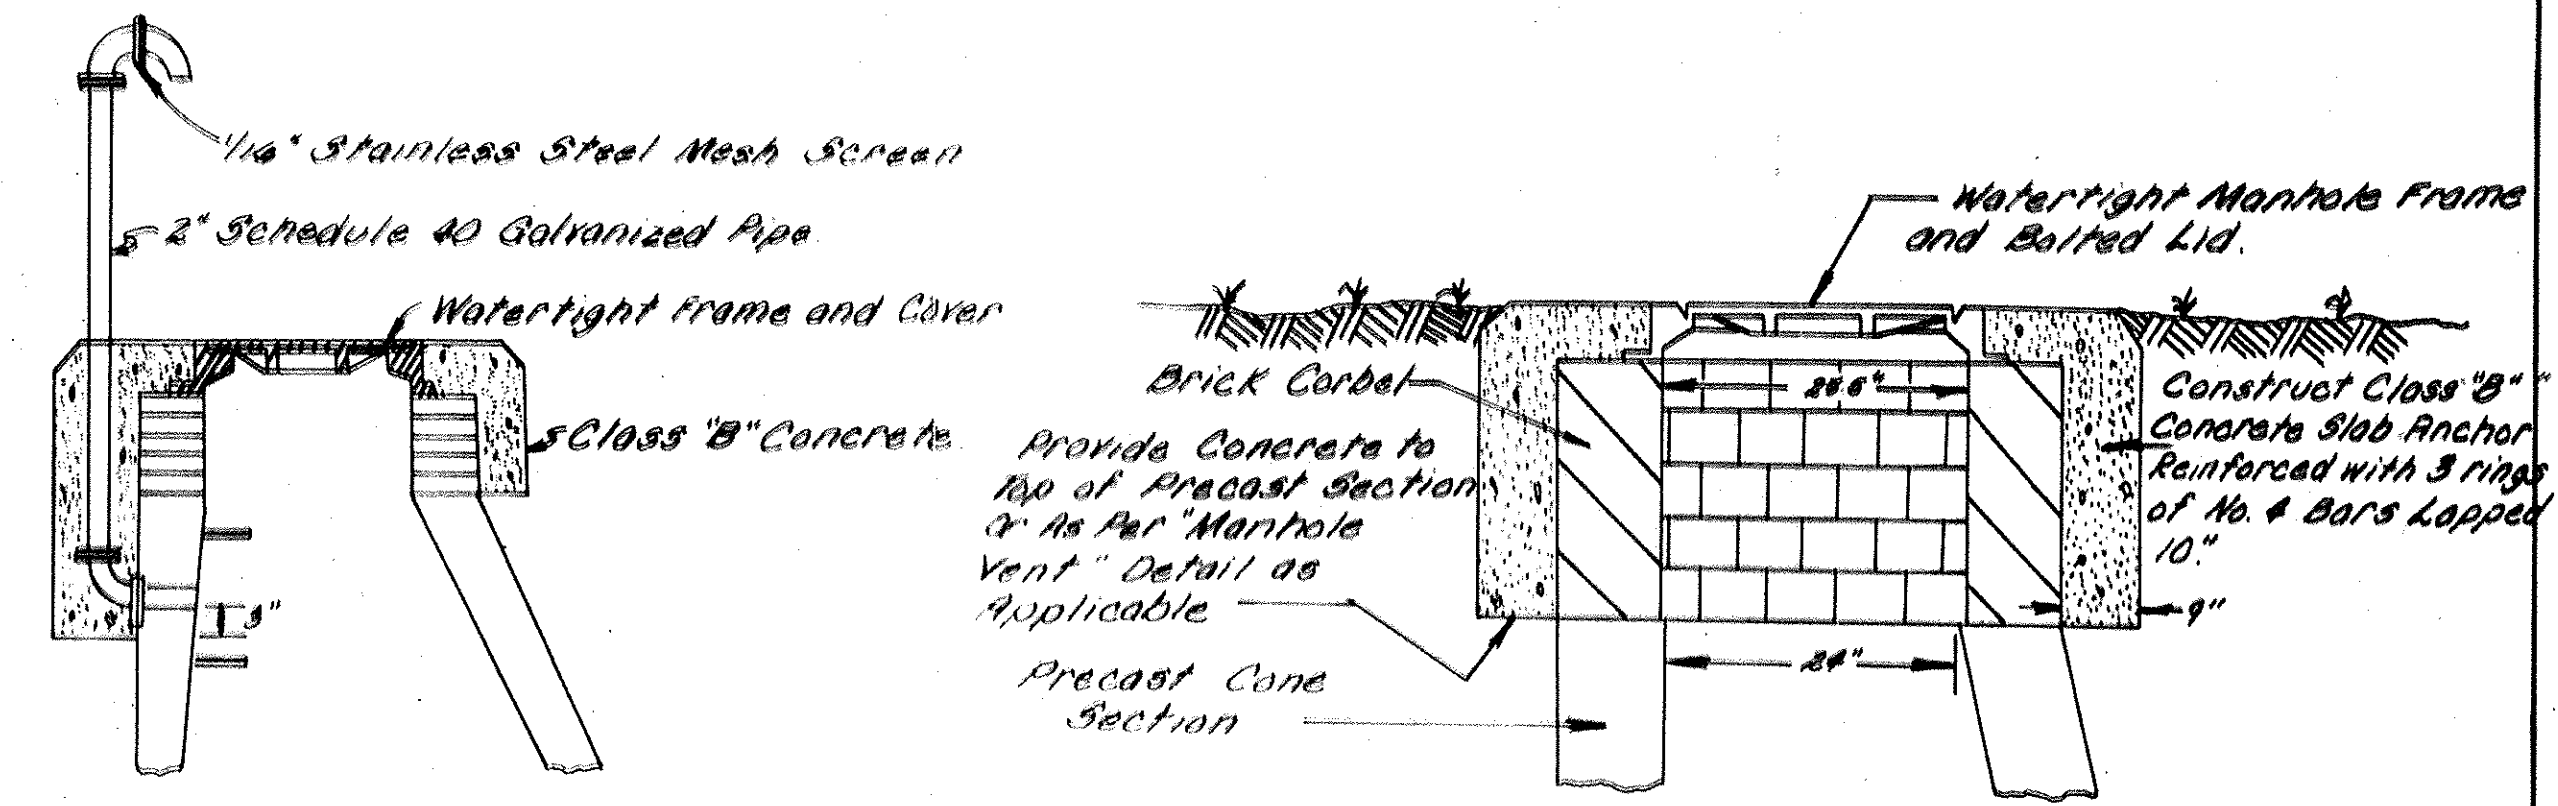 1/16" Stainless Steel Mesh Screen
2" Schedule 40 Galvanized Pipe
Watertight Frame and Cover
Class "B" Concrete
3"
Watertight Manhole Frame
and Bolted Lid.
Brick Corbel
Provide Concrete to
Top of Precast Section
Or As Per "Manhole
Vent" Detail as
Applicable
Precast Cone
Section
24"
Construct Class "B"
Concrete Slab Anchor
Reinforced with 3 rings
of No. 4 Bars Lapped
10."
9"